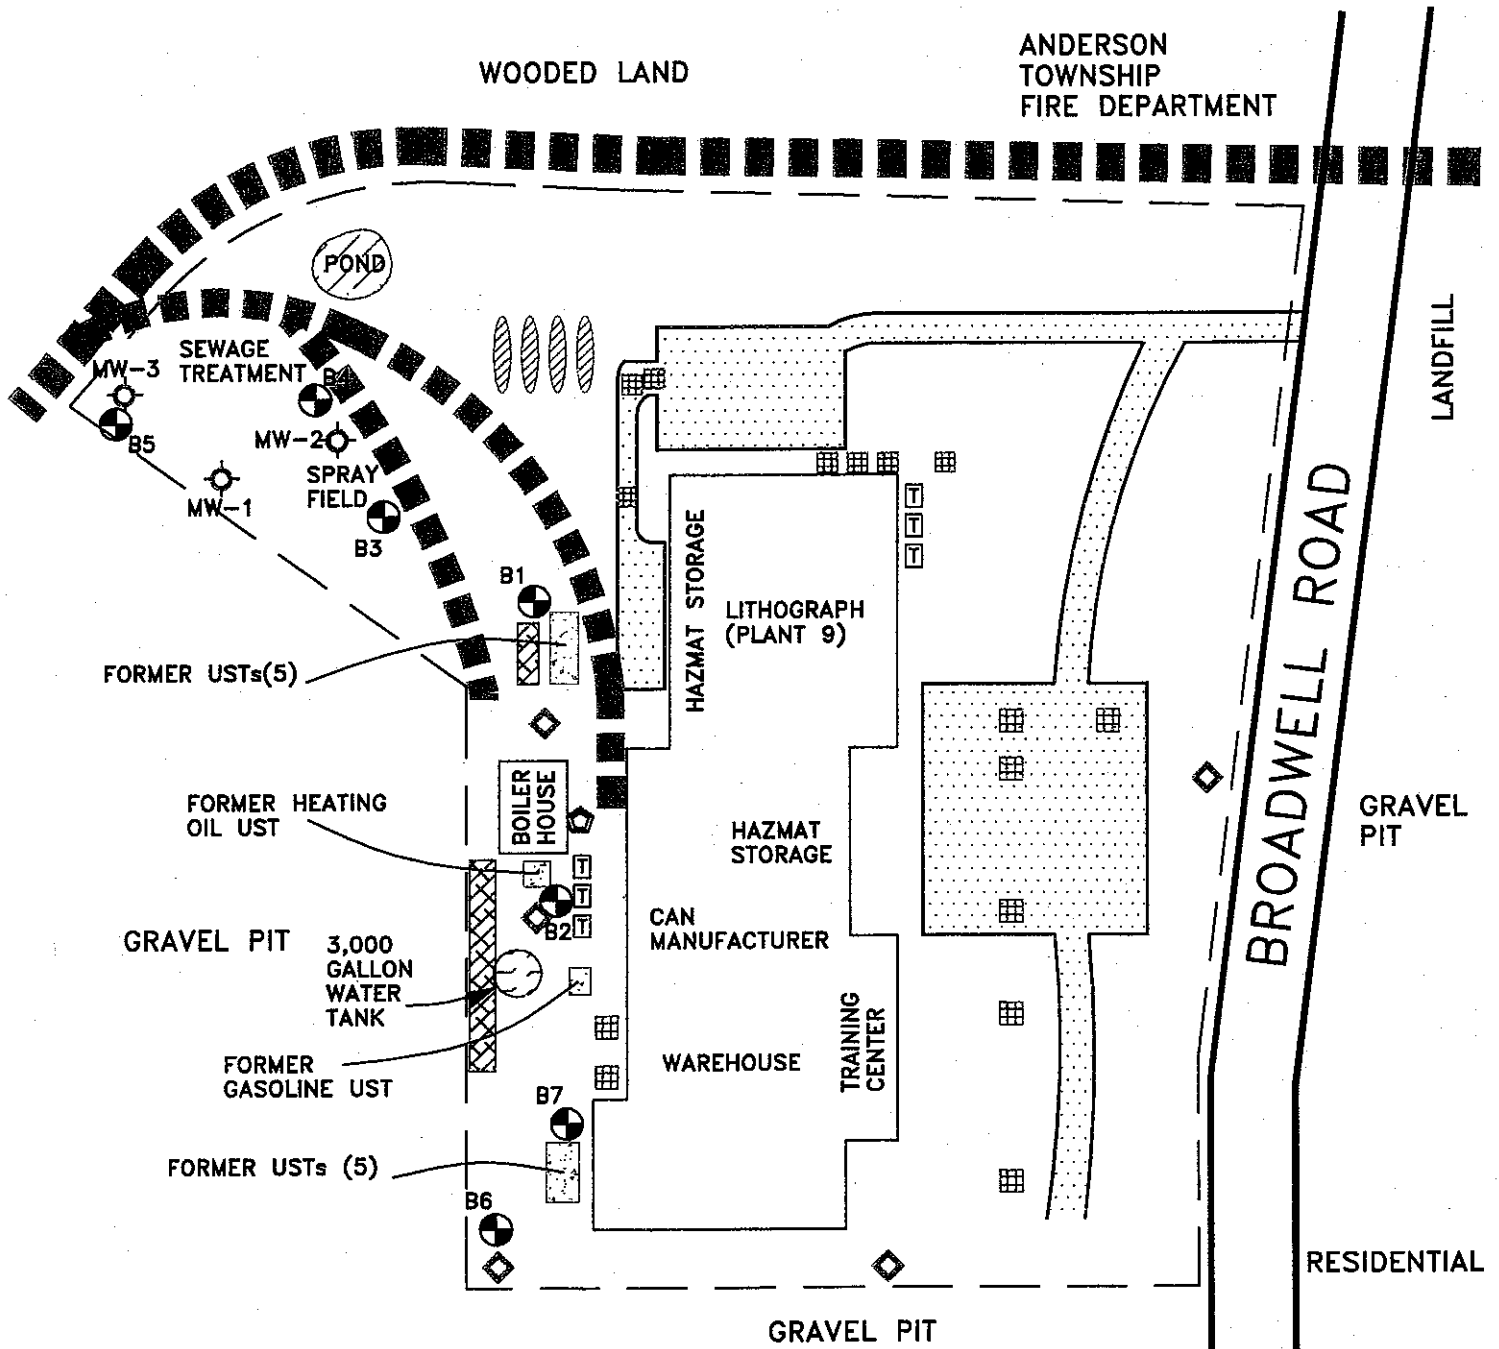 WOODED LAND
ANDERSON
TOWNSHIP
FIRE DEPARTMENT
POND
SEWAGE
TREATMENT
MW-3
B4
B5
MW-2
SPRAY
FIELD
MW-1
B3
LANDFILL
B1
HAZMAT STORAGE
LITHOGRAPH
(PLANT 9)
T
T
T
FORMER USTs(5)
BROADWELL ROAD
BOILER
HOUSE
FORMER HEATING
OIL UST
HAZMAT
STORAGE
GRAVEL
PIT
T
T
T
B2
CAN
MANUFACTURER
GRAVEL PIT
3,000
GALLON
WATER
TANK
FORMER
GASOLINE UST
WAREHOUSE
TRAINING
CENTER
B7
FORMER USTs (5)
B6
RESIDENTIAL
GRAVEL PIT